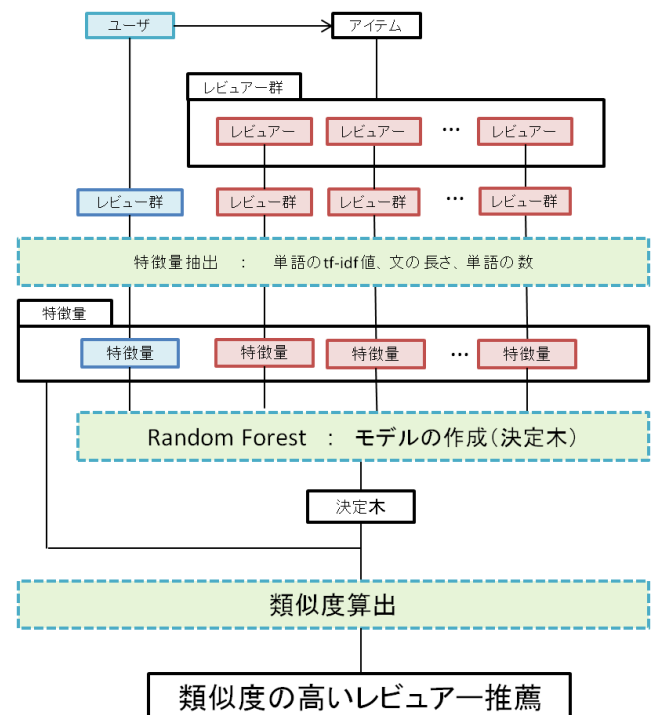 ユーザ
アイテム
レビュアー群
レビュアー
レビュアー
…
レビュアー
レビュー群
レビュー群
レビュー群
…
レビュー群
特徴量抽出 : 単語のtf-idf値、文の長さ、単語の数
特徴量
特徴量
特徴量
特徴量
…
特徴量
Random Forest : モデルの作成(決定木)
決定木
類似度算出
類似度の高いレビュアー推薦